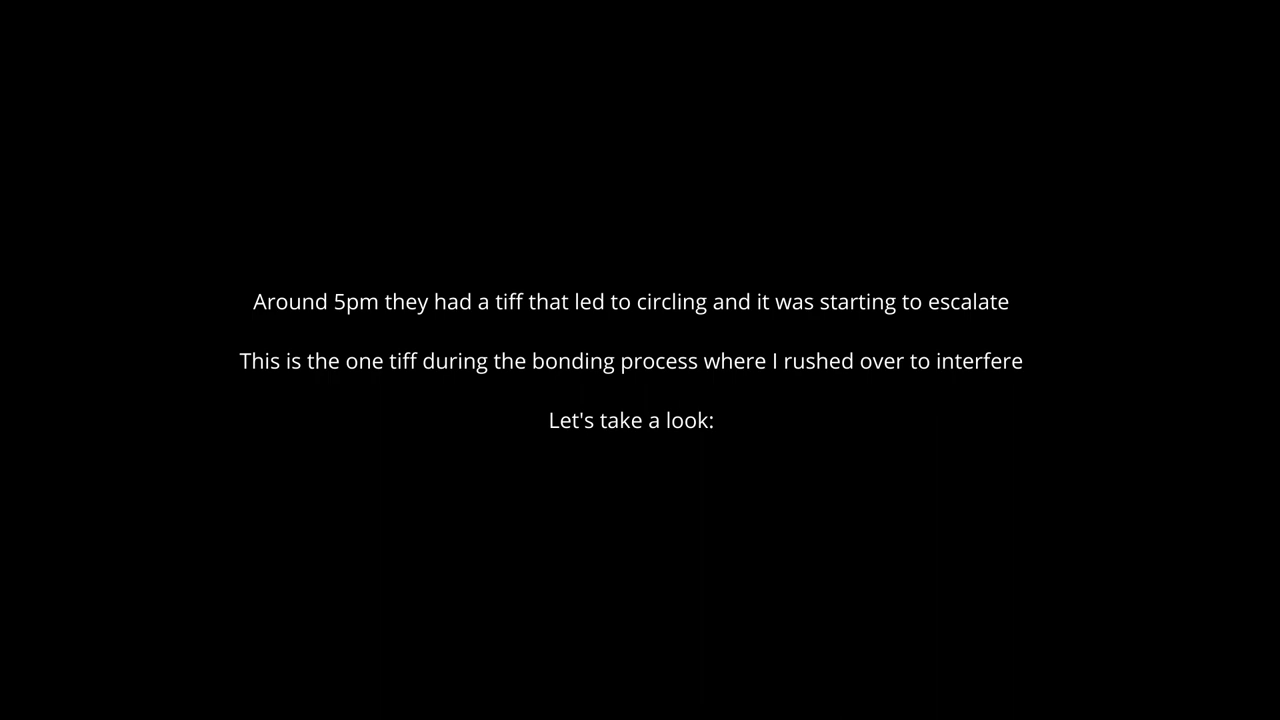 Around 5pm they had a tiff that led to circling and it was starting to escalate
This is the one tiff during the bonding process where I rushed over to interfere
Let's take a look: